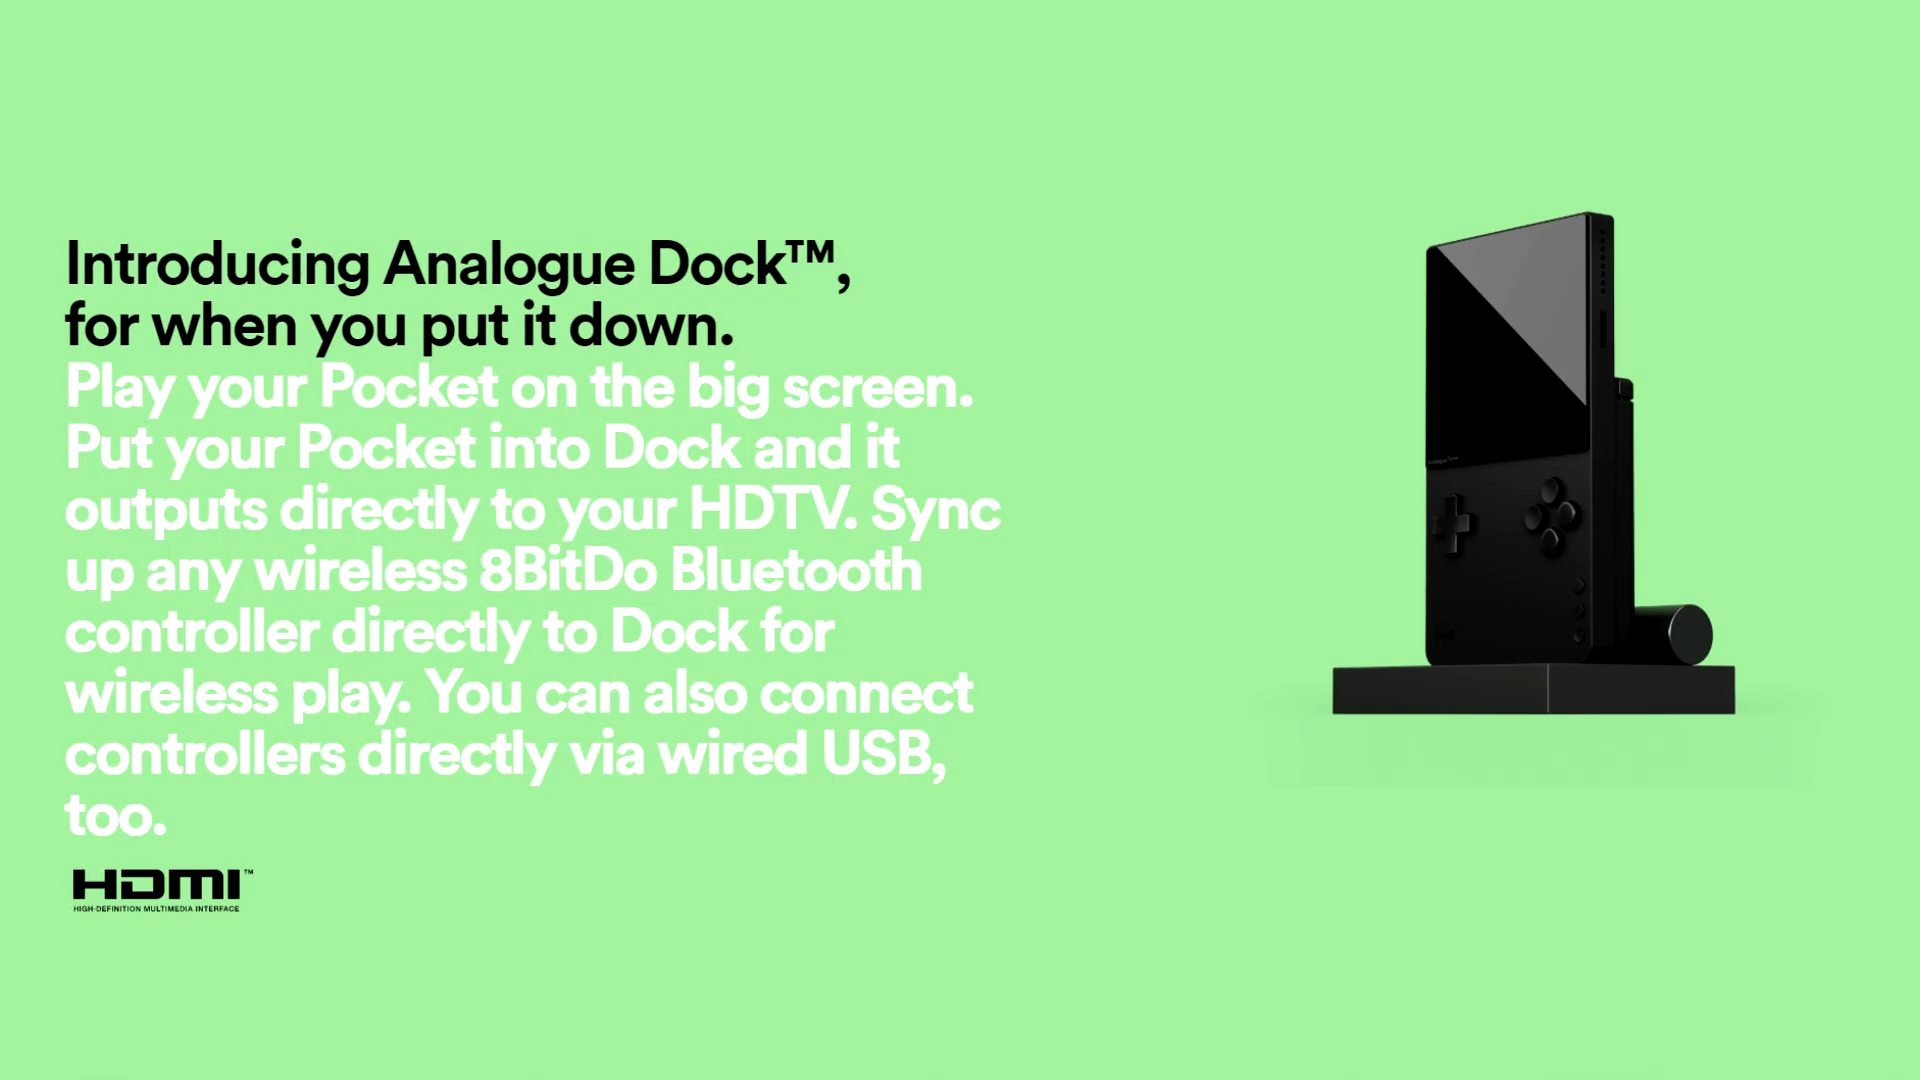 Introducing Analogue Dock™,
for when you put it down.
Play your Pocket on the big screen.
Put your Pocket into Dock and it
outputs directly to your HDTV. Sync
up any wireless 8BitDo Bluetooth
controller directly to Dock for
wireless play. You can also connect
controllers directly via wired USB,
too.
HDMI™
HIGH-DEFINITION MULTIMEDIA INTERFACE